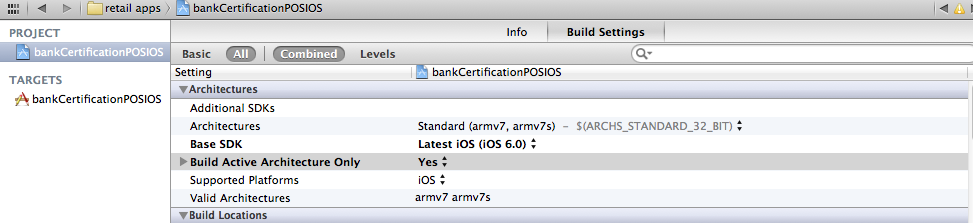 retail apps bankCertificationPOSIOS
PROJECT
bankCertificationPOSIOS
TARGETS
bankCertificationPOSIOS
Info Build Settings
Basic All Combined Levels
Setting bankCertificationPOSIOS
Architectures
Additional SDKs
Architectures Standard (armv7, armv7s) – $(ARCHS_STANDARD_32_BIT)
Base SDK Latest iOS (iOS 6.0)
Build Active Architecture Only Yes
Supported Platforms iOS
Valid Architectures armv7 armv7s
Build Locations